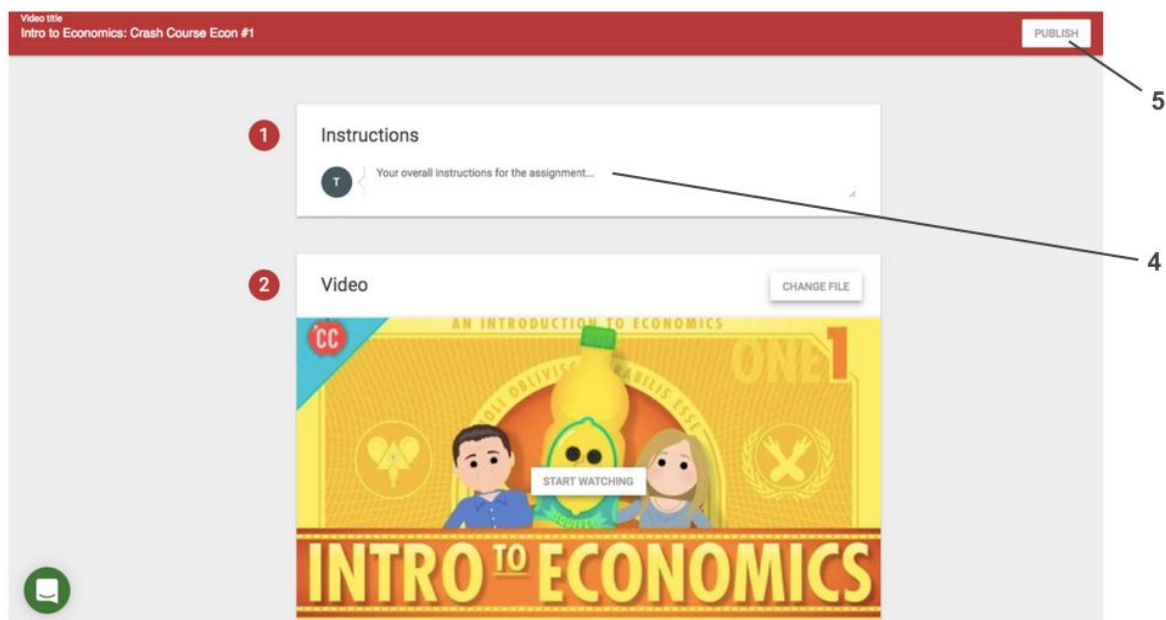 Video title
Intro to Economics: Crash Course Econ #1
PUBLISH
5
1
Instructions
T
Your overall instructions for the assignment...
4
2
Video
CHANGE FILE
CC
AN INTRODUCTION TO ECONOMICS
ONE 1
START WATCHING
INTRO TO ECONOMICS